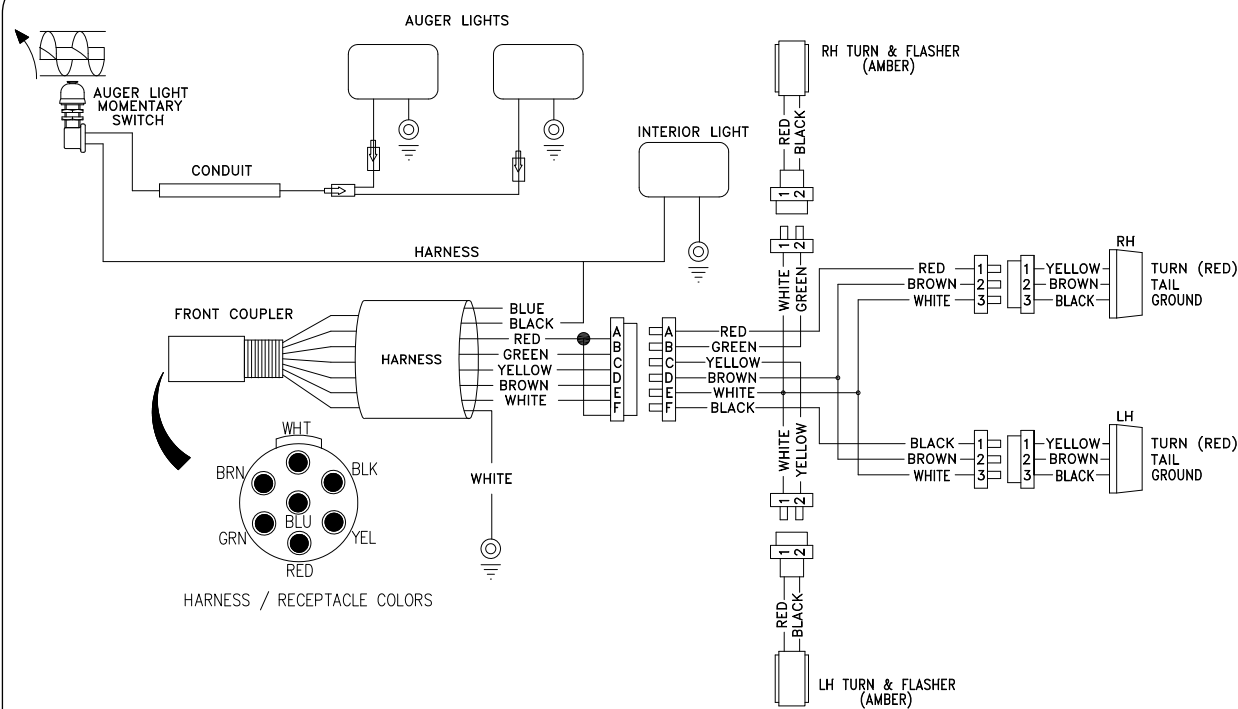 AUGER LIGHTS
RH TURN & FLASHER
(AMBER)
AUGER LIGHT
MOMENTARY
SWITCH
CONDUIT
INTERIOR LIGHT
RED
BLACK
1
2
HARNESS
1
2
WHITE
GREEN
RH
RED
1
1
YELLOW
TURN (RED)
BROWN
2
2
BROWN
TAIL
WHITE
3
3
BLACK
GROUND
FRONT COUPLER
HARNESS
BLUE
BLACK
RED
GREEN
YELLOW
BROWN
WHITE
A
B
C
D
E
F
A
B
C
D
E
F
RED
GREEN
YELLOW
BROWN
WHITE
BLACK
WHITE
YELLOW
LH
BLACK
1
1
YELLOW
TURN (RED)
BROWN
2
2
BROWN
TAIL
WHITE
3
3
BLACK
GROUND
WHITE
WHT
BRN
BLK
BLU
GRN
YEL
RED
HARNESS / RECEPTACLE COLORS
1
2
1
2
RED
BLACK
LH TURN & FLASHER
(AMBER)